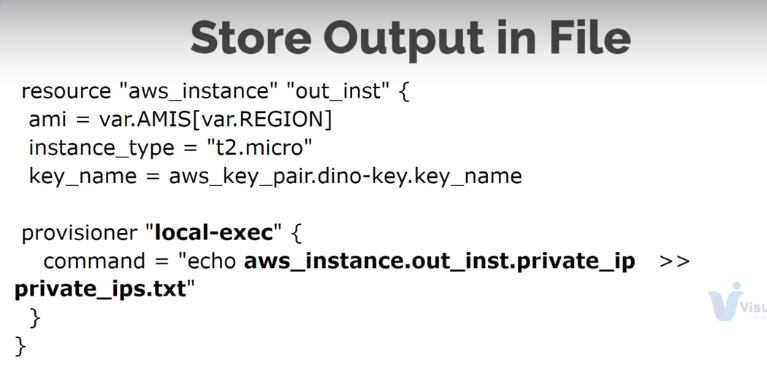 Store Output in File
resource "aws_instance" "out_inst" {
ami = var.AMIS[var.REGION]
instance_type = "t2.micro"
key_name = aws_key_pair.dino-key.key_name
provisioner "local-exec" {
command = "echo aws_instance.out_inst.private_ip >>
private_ips.txt"
}
}